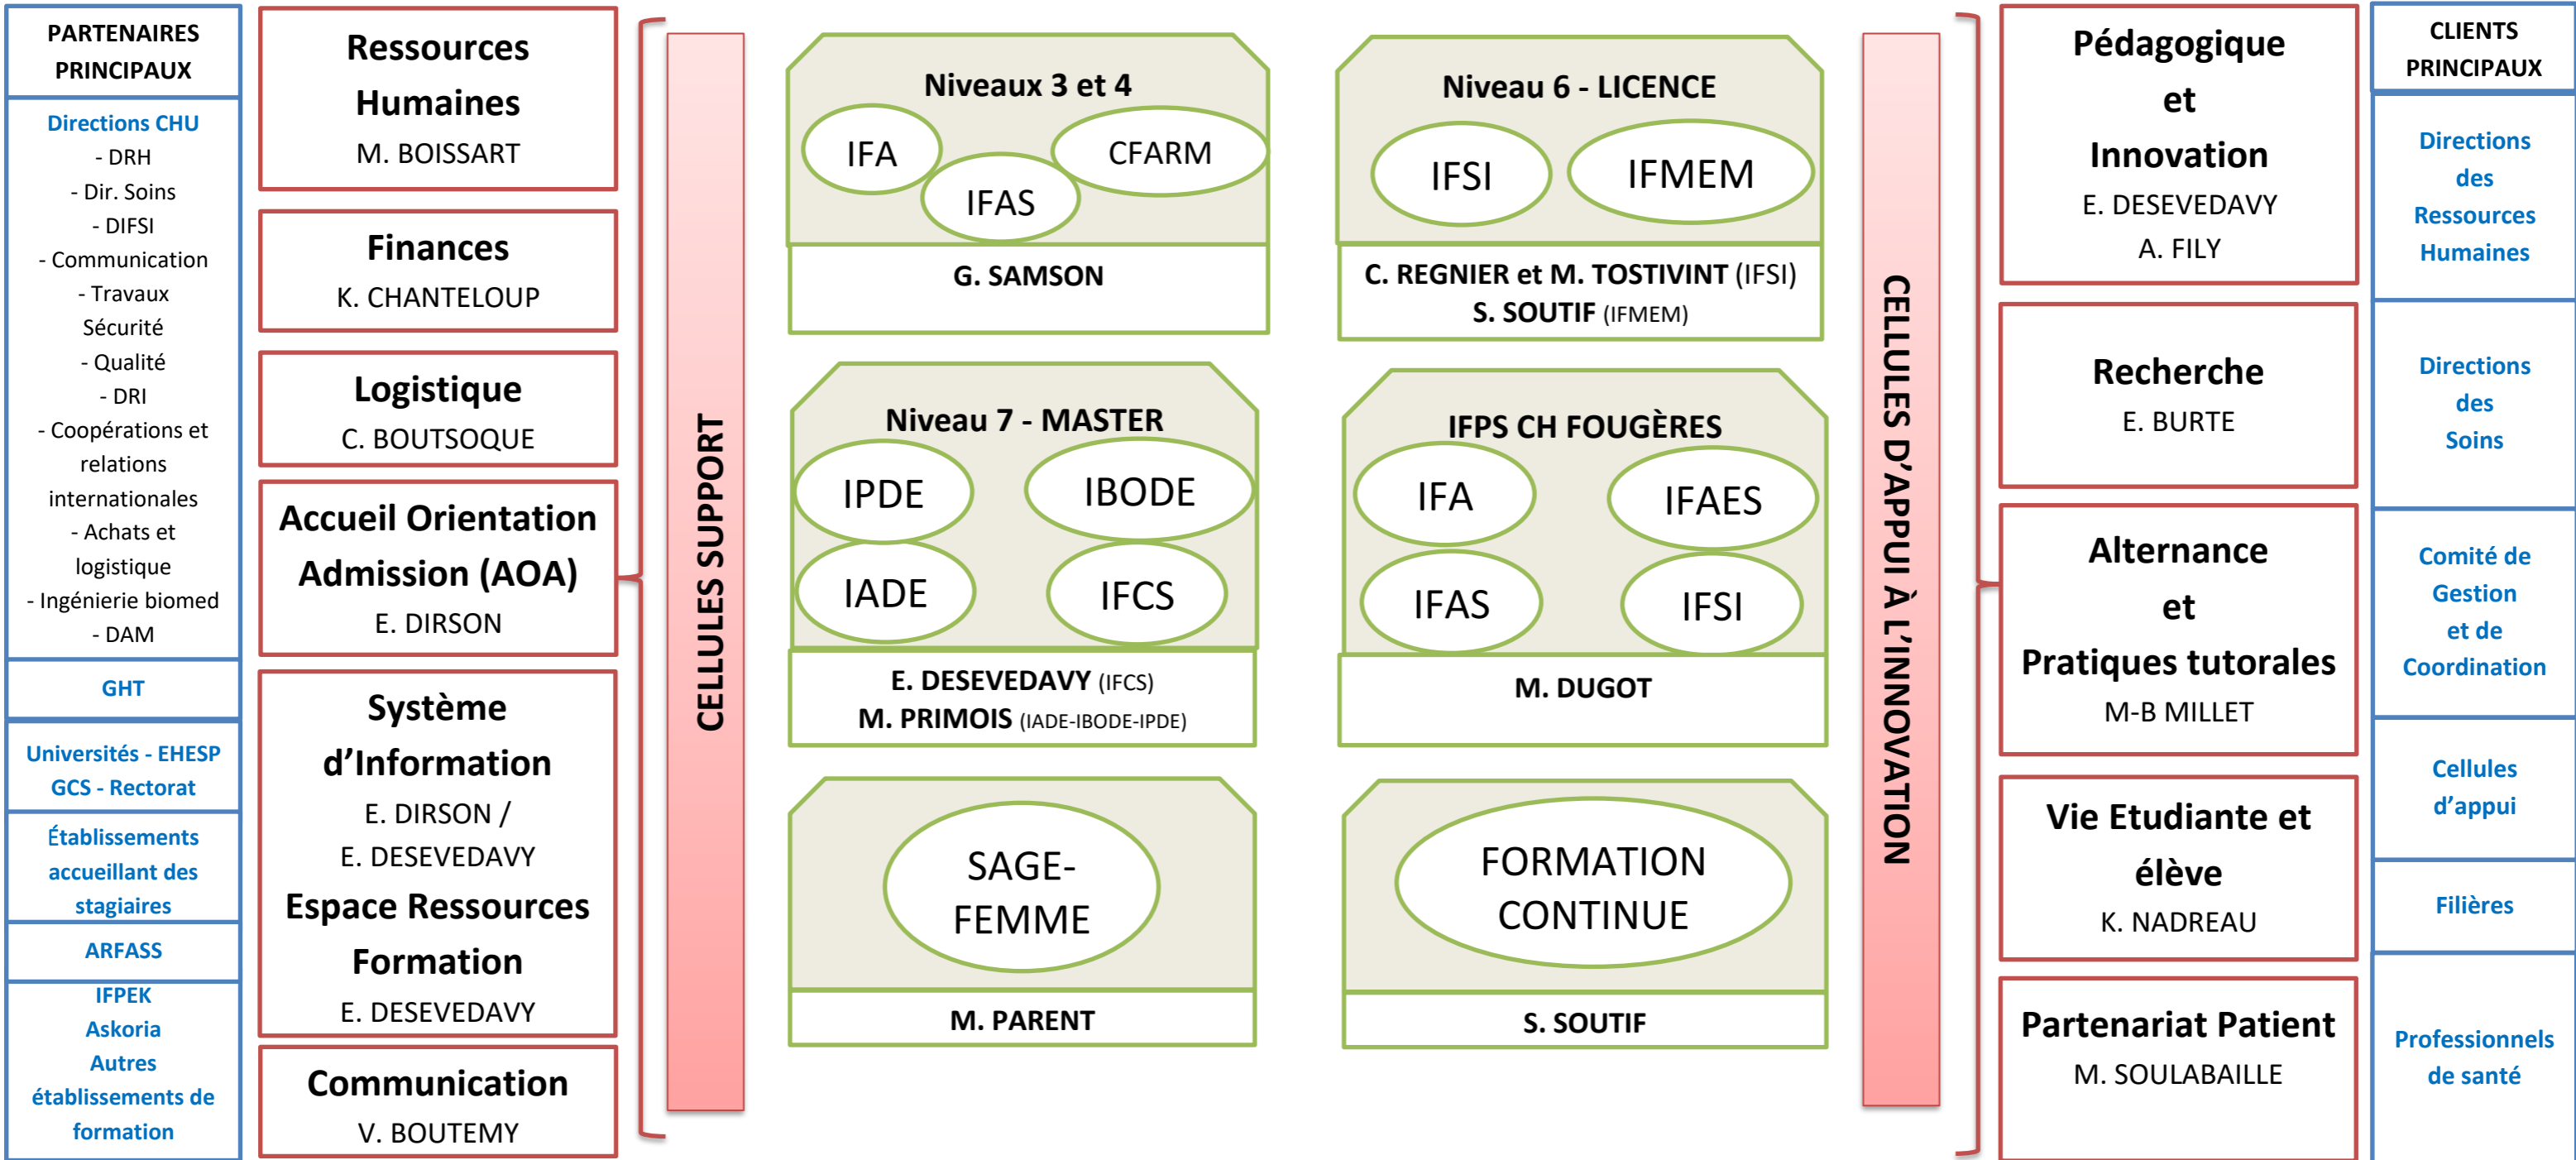 PARTENAIRES
PRINCIPAUX
Directions CHU
- DRH
- Dir. Soins
- DIFSI
- Communication
- Travaux
Sécurité
- Qualité
- DRI
- Coopérations et
relations
internationales
- Achats et
logistique
- Ingénierie biomed
- DAM
GHT
Universités - EHESP
GCS - Rectorat
Établissements
accueillant des
stagiaires
ARFASS
IFPEK
Askoria
Autres
établissements de
formation
Ressources
Humaines
M. BOISSART
Finances
K. CHANTELOUP
Logistique
C. BOUTSOQUE
Accueil Orientation
Admission (AOA)
E. DIRSON
Système
d’Information
E. DIRSON /
E. DESEVEDAVY
Espace Ressources
Formation
E. DESEVEDAVY
Communication
V. BOUTEMY
CELLULES SUPPORT
Niveaux 3 et 4
IFA
CFARM
IFAS
G. SAMSON
Niveau 6 - LICENCE
IFSI
IFMEM
C. REGNIER et M. TOSTIVINT (IFSI)
S. SOUTIF (IFMEM)
Niveau 7 - MASTER
IPDE
IBODE
IADE
IFCS
E. DESEVEDAVY (IFCS)
M. PRIMOIS (IADE-IBODE-IPDE)
IFPS CH FOUGÈRES
IFA
IFAES
IFAS
IFSI
M. DUGOT
SAGE-
FEMME
M. PARENT
FORMATION
CONTINUE
S. SOUTIF
CELLULES D’APPUI À L’INNOVATION
Pédagogique
et
Innovation
E. DESEVEDAVY
A. FILY
Recherche
E. BURTE
Alternance
et
Pratiques tutorales
M-B MILLET
Vie Etudiante et
élève
K. NADREAU
Partenariat Patient
M. SOULABAILLE
CLIENTS
PRINCIPAUX
Directions
des
Ressources
Humaines
Directions
des
Soins
Comité de
Gestion
et de
Coordination
Cellules
d’appui
Filières
Professionnels
de santé